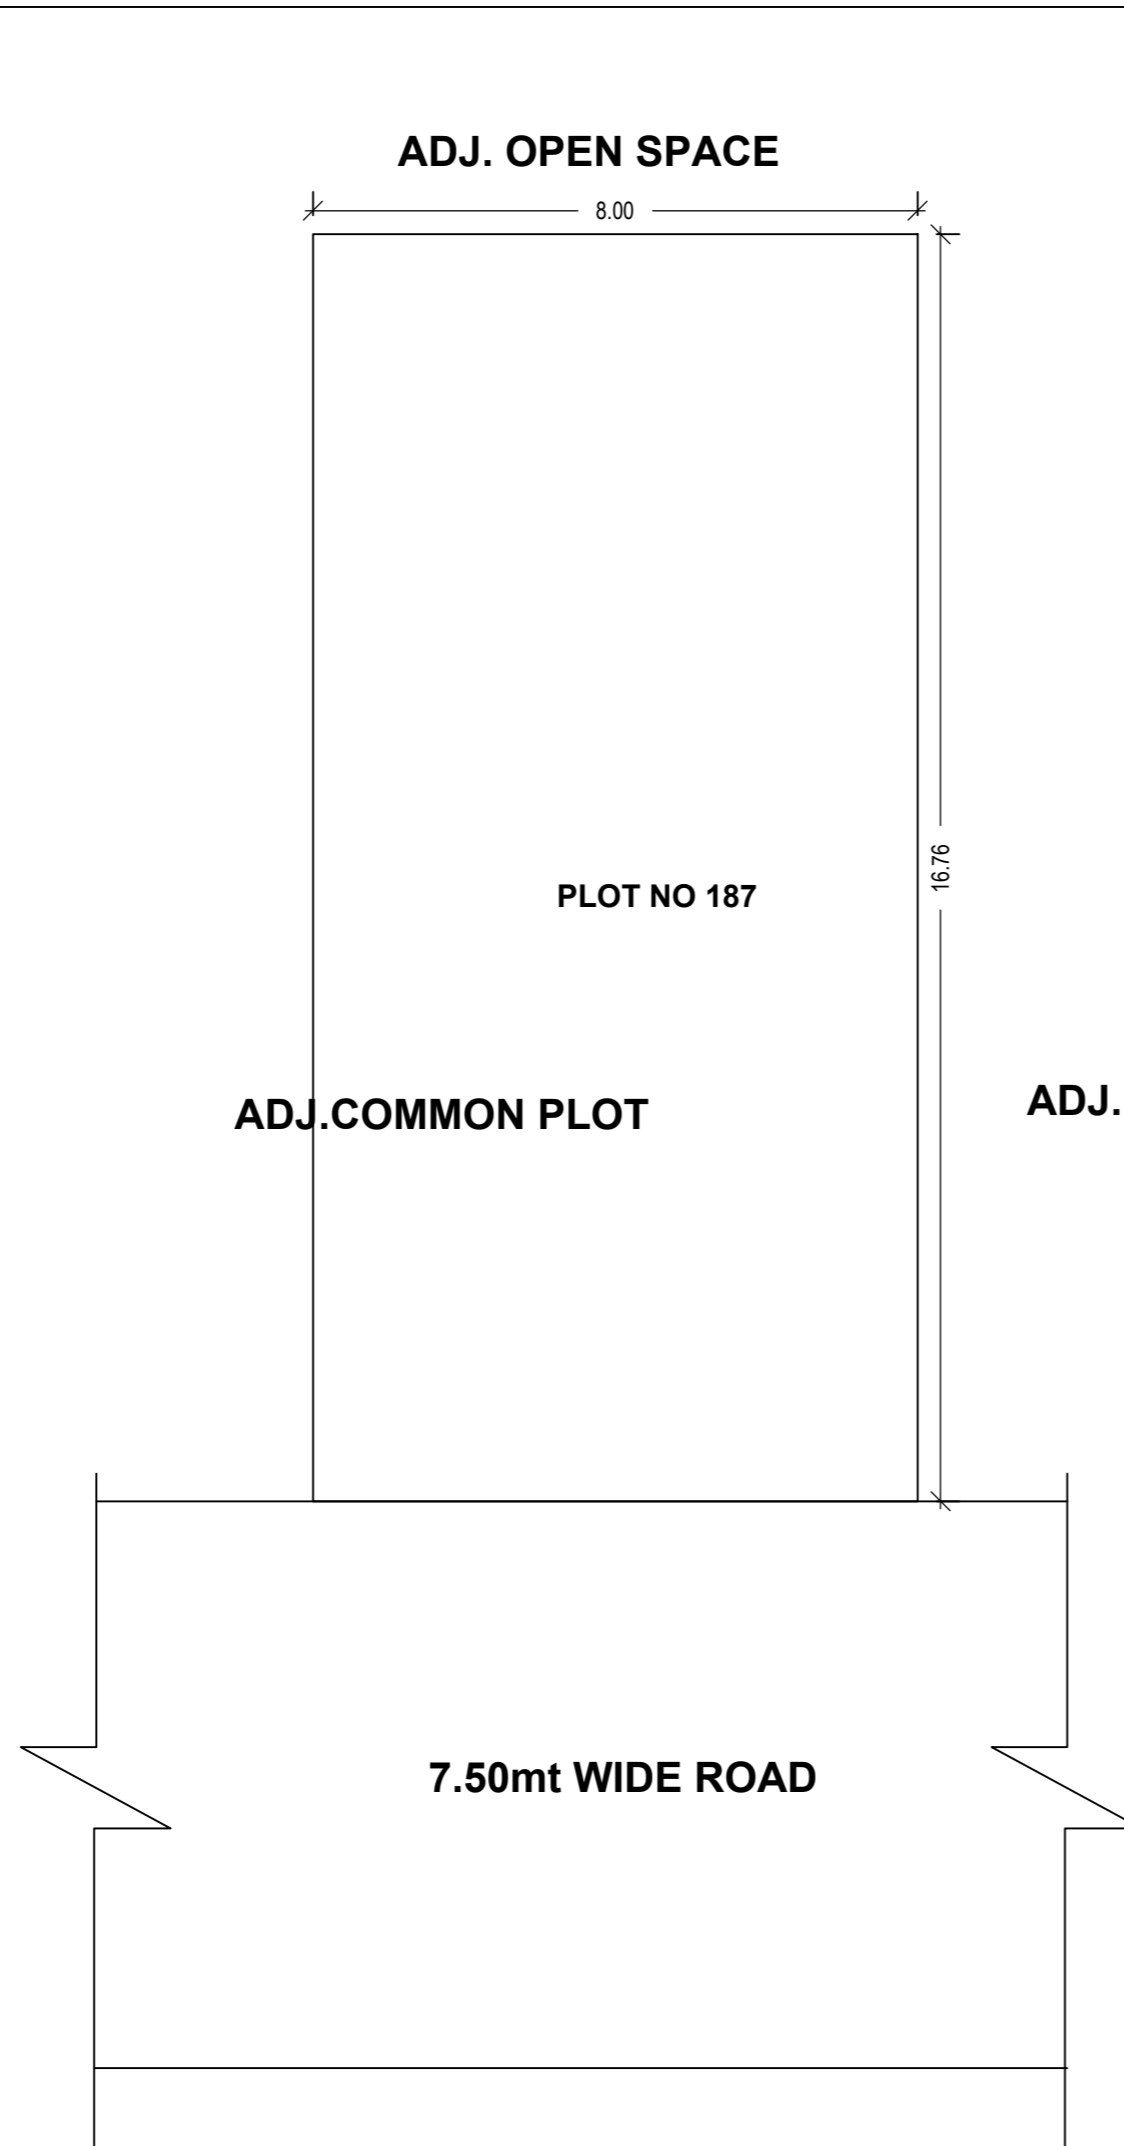 ADJ. OPEN SPACE
8.00
16.76
PLOT NO 187
ADJ.COMMON PLOT
ADJ.
7.50mt WIDE ROAD